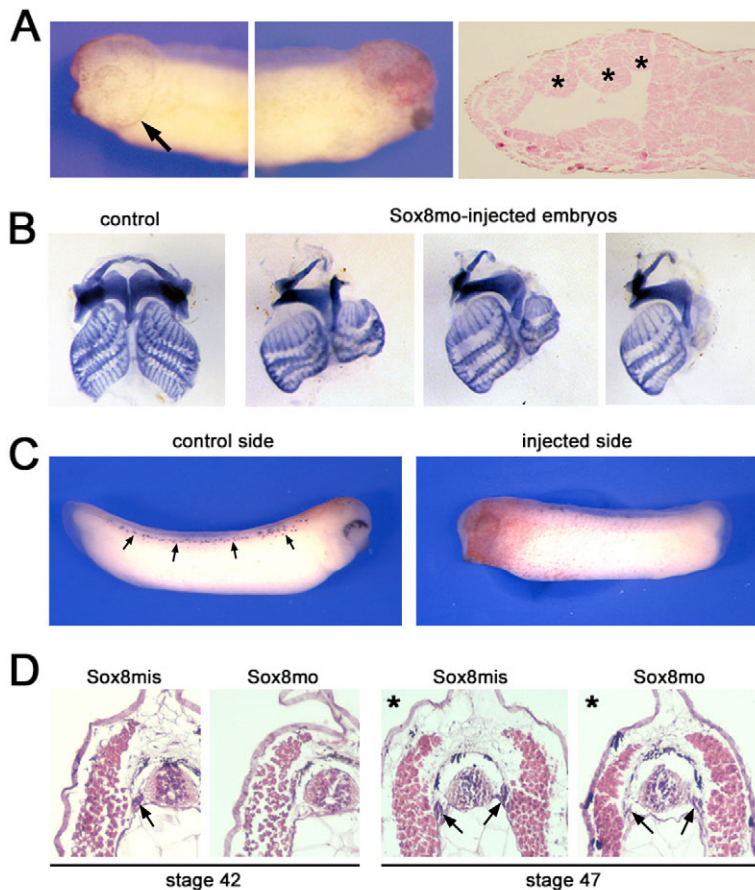 A
* * *
control
Sox8mo-injected embryos
B
control side
injected side
C
D
Sox8mis
Sox8mo
Sox8mis
Sox8mo
*
*
stage 42
stage 47